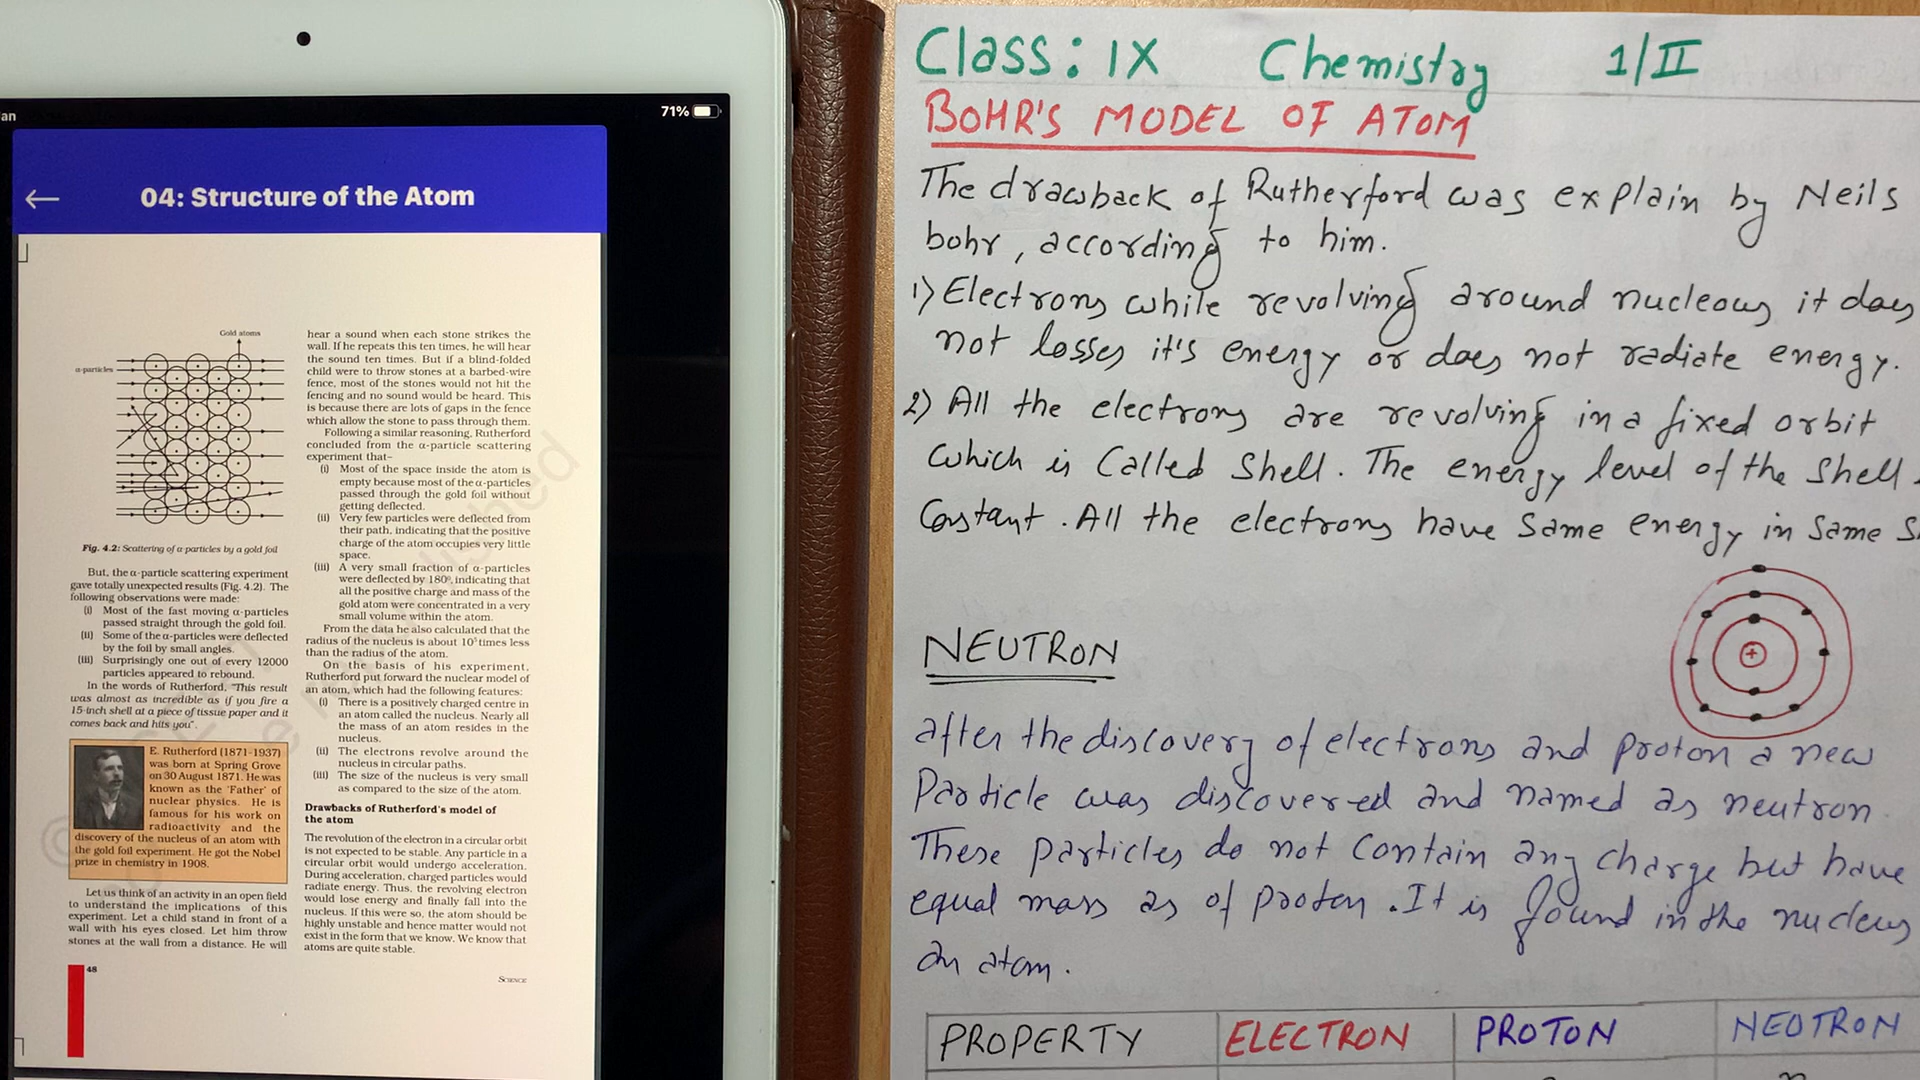 an
71%
04: Structure of the Atom
Gold atoms
α-particles
Fig. 4.2: Scattering of α particles by a gold foil
But, the α-particle scattering experiment
gave totally unexpected results (Fig. 4.2). The
following observations were made:
(i) Most of the fast moving α-particles
passed straight through the gold foil.
(ii) Some of the α-particles were deflected
by the foil by small angles.
(iii) Surprisingly one out of every 12000
particles appeared to rebound.
In the words of Rutherford, "This result
was almost as incredible as if you fire a
15-inch shell at a piece of tissue paper and it
comes back and hits you".
E. Rutherford (1871-1937)
was born at Spring Grove
on 30 August 1871. He was
known as the 'Father' of
nuclear physics. He is
famous for his work on
radioactivity and the
discovery of the nucleus of an atom with
the gold foil experiment. He got the Nobel
prize in chemistry in 1908.
Let us think of an activity in an open field
to understand the implications of this
experiment. Let a child stand in front of a
wall with his eyes closed. Let him throw
stones at the wall from a distance. He will
48
hear a sound when each stone strikes the
wall. If he repeats this ten times, he will hear
the sound ten times. But if a blind-folded
child were to throw stones at a barbed-wire
fence, most of the stones would not hit the
fencing and no sound would be heard. This
is because there are lots of gaps in the fence
which allow the stone to pass through them.
Following a similar reasoning, Rutherford
concluded from the α-particle scattering
experiment that–
(i) Most of the space inside the atom is
empty because most of the α-particles
passed through the gold foil without
getting deflected.
(ii) Very few particles were deflected from
their path, indicating that the positive
charge of the atom occupies very little
space.
(iii) A very small fraction of α-particles
were deflected by 180⁰, indicating that
all the positive charge and mass of the
gold atom were concentrated in a very
small volume within the atom.
From the data he also calculated that the
radius of the nucleus is about 10⁵ times less
than the radius of the atom.
On the basis of his experiment,
Rutherford put forward the nuclear model of
an atom, which had the following features:
(i) There is a positively charged centre in
an atom called the nucleus. Nearly all
the mass of an atom resides in the
nucleus.
(ii) The electrons revolve around the
nucleus in circular paths.
(iii) The size of the nucleus is very small
as compared to the size of the atom.
Drawbacks of Rutherford's model of
the atom
The revolution of the electron in a circular orbit
is not expected to be stable. Any particle in a
circular orbit would undergo acceleration.
During acceleration, charged particles would
radiate energy. Thus, the revolving electron
would lose energy and finally fall into the
nucleus. If this were so, the atom should be
highly unstable and hence matter would not
exist in the form that we know. We know that
atoms are quite stable.
SCIENCE
Class: IX Chemistry 1/II
BOHR'S MODEL OF ATOM
The drawback of Rutherford was explain by Neils
bohr, according to him.
1) Electrons while revolving around nucleous it does
not losses it's energy or does not radiate energy.
2) All the electrons are revolving in a fixed orbit
which is Called Shell. The energy level of the Shell
Constant. All the electrons have Same energy in Same S
+
NEUTRON
after the discovery of electrons and proton a new
Particle was discovered and named as neutron.
These particles do not contain any charge but have
equal mass as of proton. It is found in the nucleus
an atom.
PROPERTY ELECTRON PROTON NEUTRON